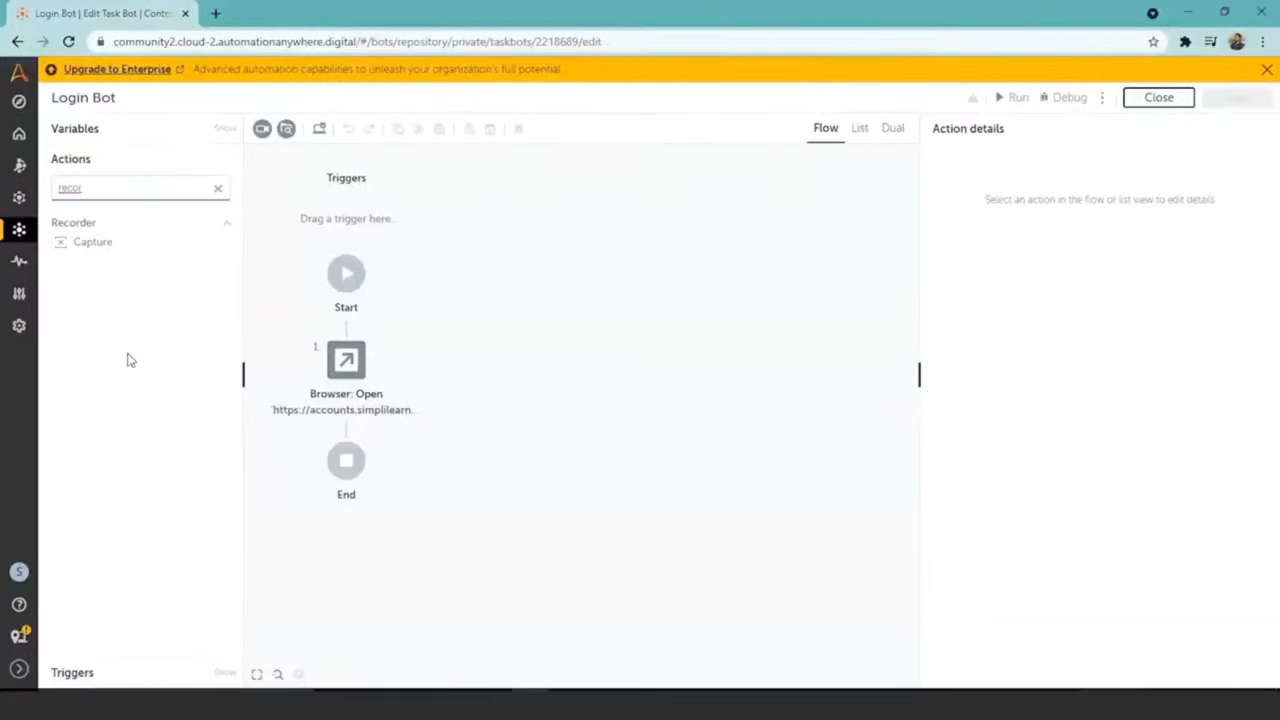 Login Bot | Edit Task Bot | Contro
community2.cloud-2.automationanywhere.digital/#/bots/repository/private/taskbots/2218689/edit
Upgrade to Enterprise Advanced automation capabilities to unleash your organization's full potential
Login Bot
Run
Debug
Close
Variables
Show
Flow
List
Dual
Action details
Actions
recor
Recorder
Capture
Triggers
Drag a trigger here...
Start
1.
Browser: Open
"https://accounts.simplilearn...
End
Select an action in the flow or list view to edit details
S
Triggers
Show